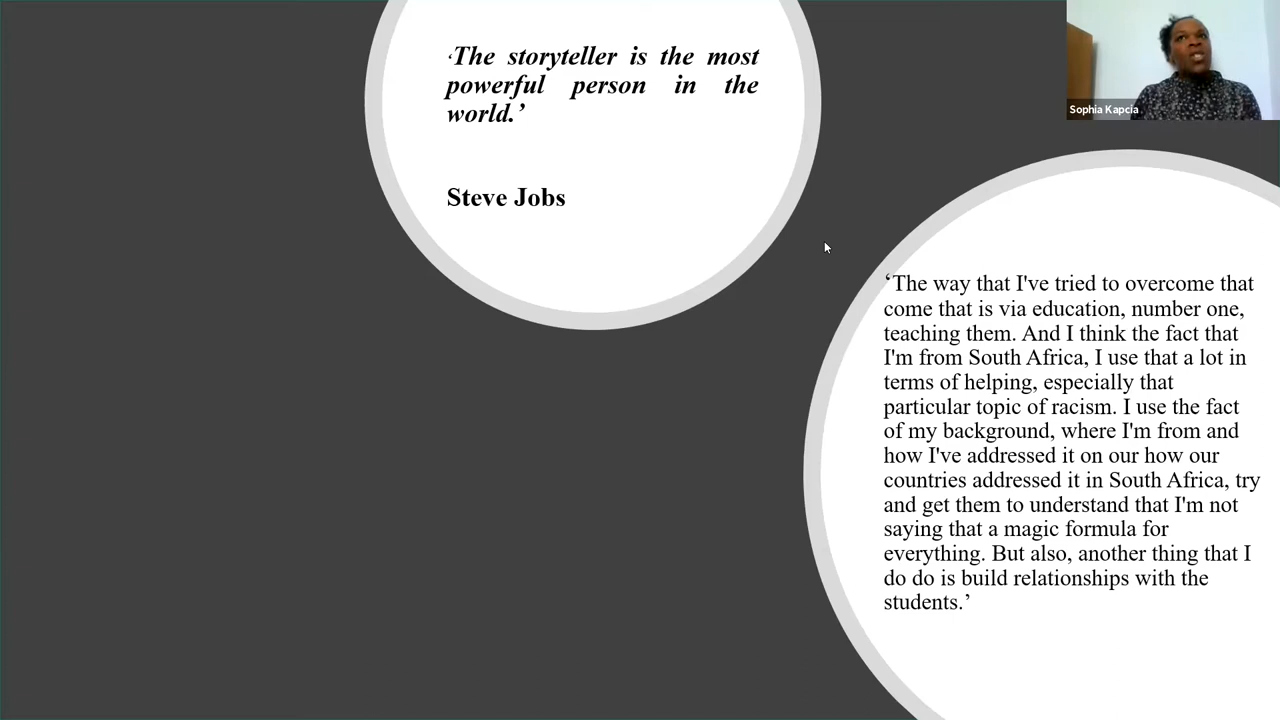 ‘The storyteller is the most
powerful person in the
world.’
Steve Jobs
Sophia Kapcia
‘The way that I've tried to overcome that
come that is via education, number one,
teaching them. And I think the fact that
I'm from South Africa, I use that a lot in
terms of helping, especially that
particular topic of racism. I use the fact
of my background, where I'm from and
how I've addressed it on our how our
countries addressed it in South Africa, try
and get them to understand that I'm not
saying that a magic formula for
everything. But also, another thing that I
do do is build relationships with the
students.’